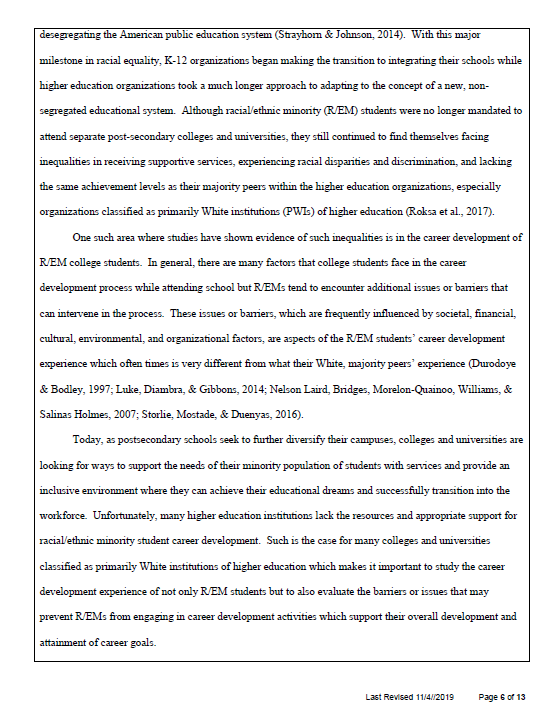 desegregating the American public education system (Strayhorn & Johnson, 2014).  With this major
milestone in racial equality, K-12 organizations began making the transition to integrating their schools while
higher education organizations took a much longer approach to adapting to the concept of a new, non-
segregated educational system.  Although racial/ethnic minority (R/EM) students were no longer mandated to
attend separate post-secondary colleges and universities, they still continued to find themselves facing
inequalities in receiving supportive services, experiencing racial disparities and discrimination, and lacking
the same achievement levels as their majority peers within the higher education organizations, especially
organizations classified as primarily White institutions (PWIs) of higher education (Roksa et al., 2017).
One such area where studies have shown evidence of such inequalities is in the career development of
R/EM college students.  In general, there are many factors that college students face in the career
development process while attending school but R/EMs tend to encounter additional issues or barriers that
can intervene in the process.  These issues or barriers, which are frequently influenced by societal, financial,
cultural, environmental, and organizational factors, are aspects of the R/EM students’ career development
experience which often times is very different from what their White, majority peers’ experience (Durodoye
& Bodley, 1997; Luke, Diambra, & Gibbons, 2014; Nelson Laird, Bridges, Morelon-Quainoo, Williams, &
Salinas Holmes, 2007; Storlie, Mostade, & Duenyas, 2016).
Today, as postsecondary schools seek to further diversify their campuses, colleges and universities are
looking for ways to support the needs of their minority population of students with services and provide an
inclusive environment where they can achieve their educational dreams and successfully transition into the
workforce.  Unfortunately, many higher education institutions lack the resources and appropriate support for
racial/ethnic minority student career development.  Such is the case for many colleges and universities
classified as primarily White institutions of higher education which makes it important to study the career
development experience of not only R/EM students but to also evaluate the barriers or issues that may
prevent R/EMs from engaging in career development activities which support their overall development and
attainment of career goals.
Last Revised 11/4//2019 Page 6 of 13